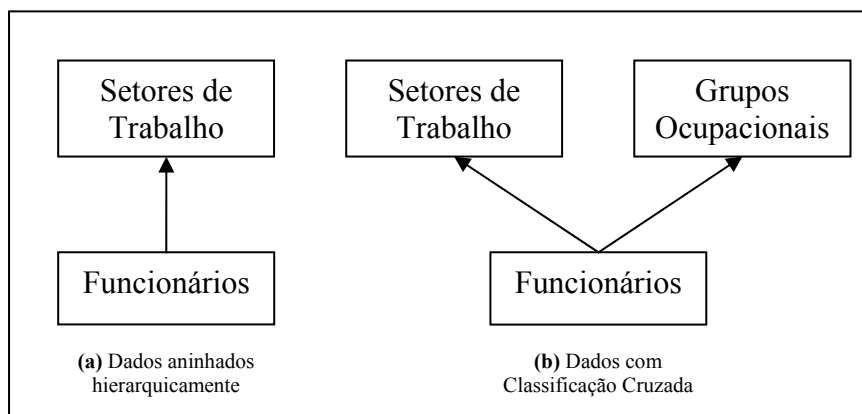 Setores de
Trabalho
Funcionários
(a) Dados aninhados
hierarquicamente
Setores de
Trabalho
Grupos
Ocupacionais
Funcionários
(b) Dados com
Classificação Cruzada